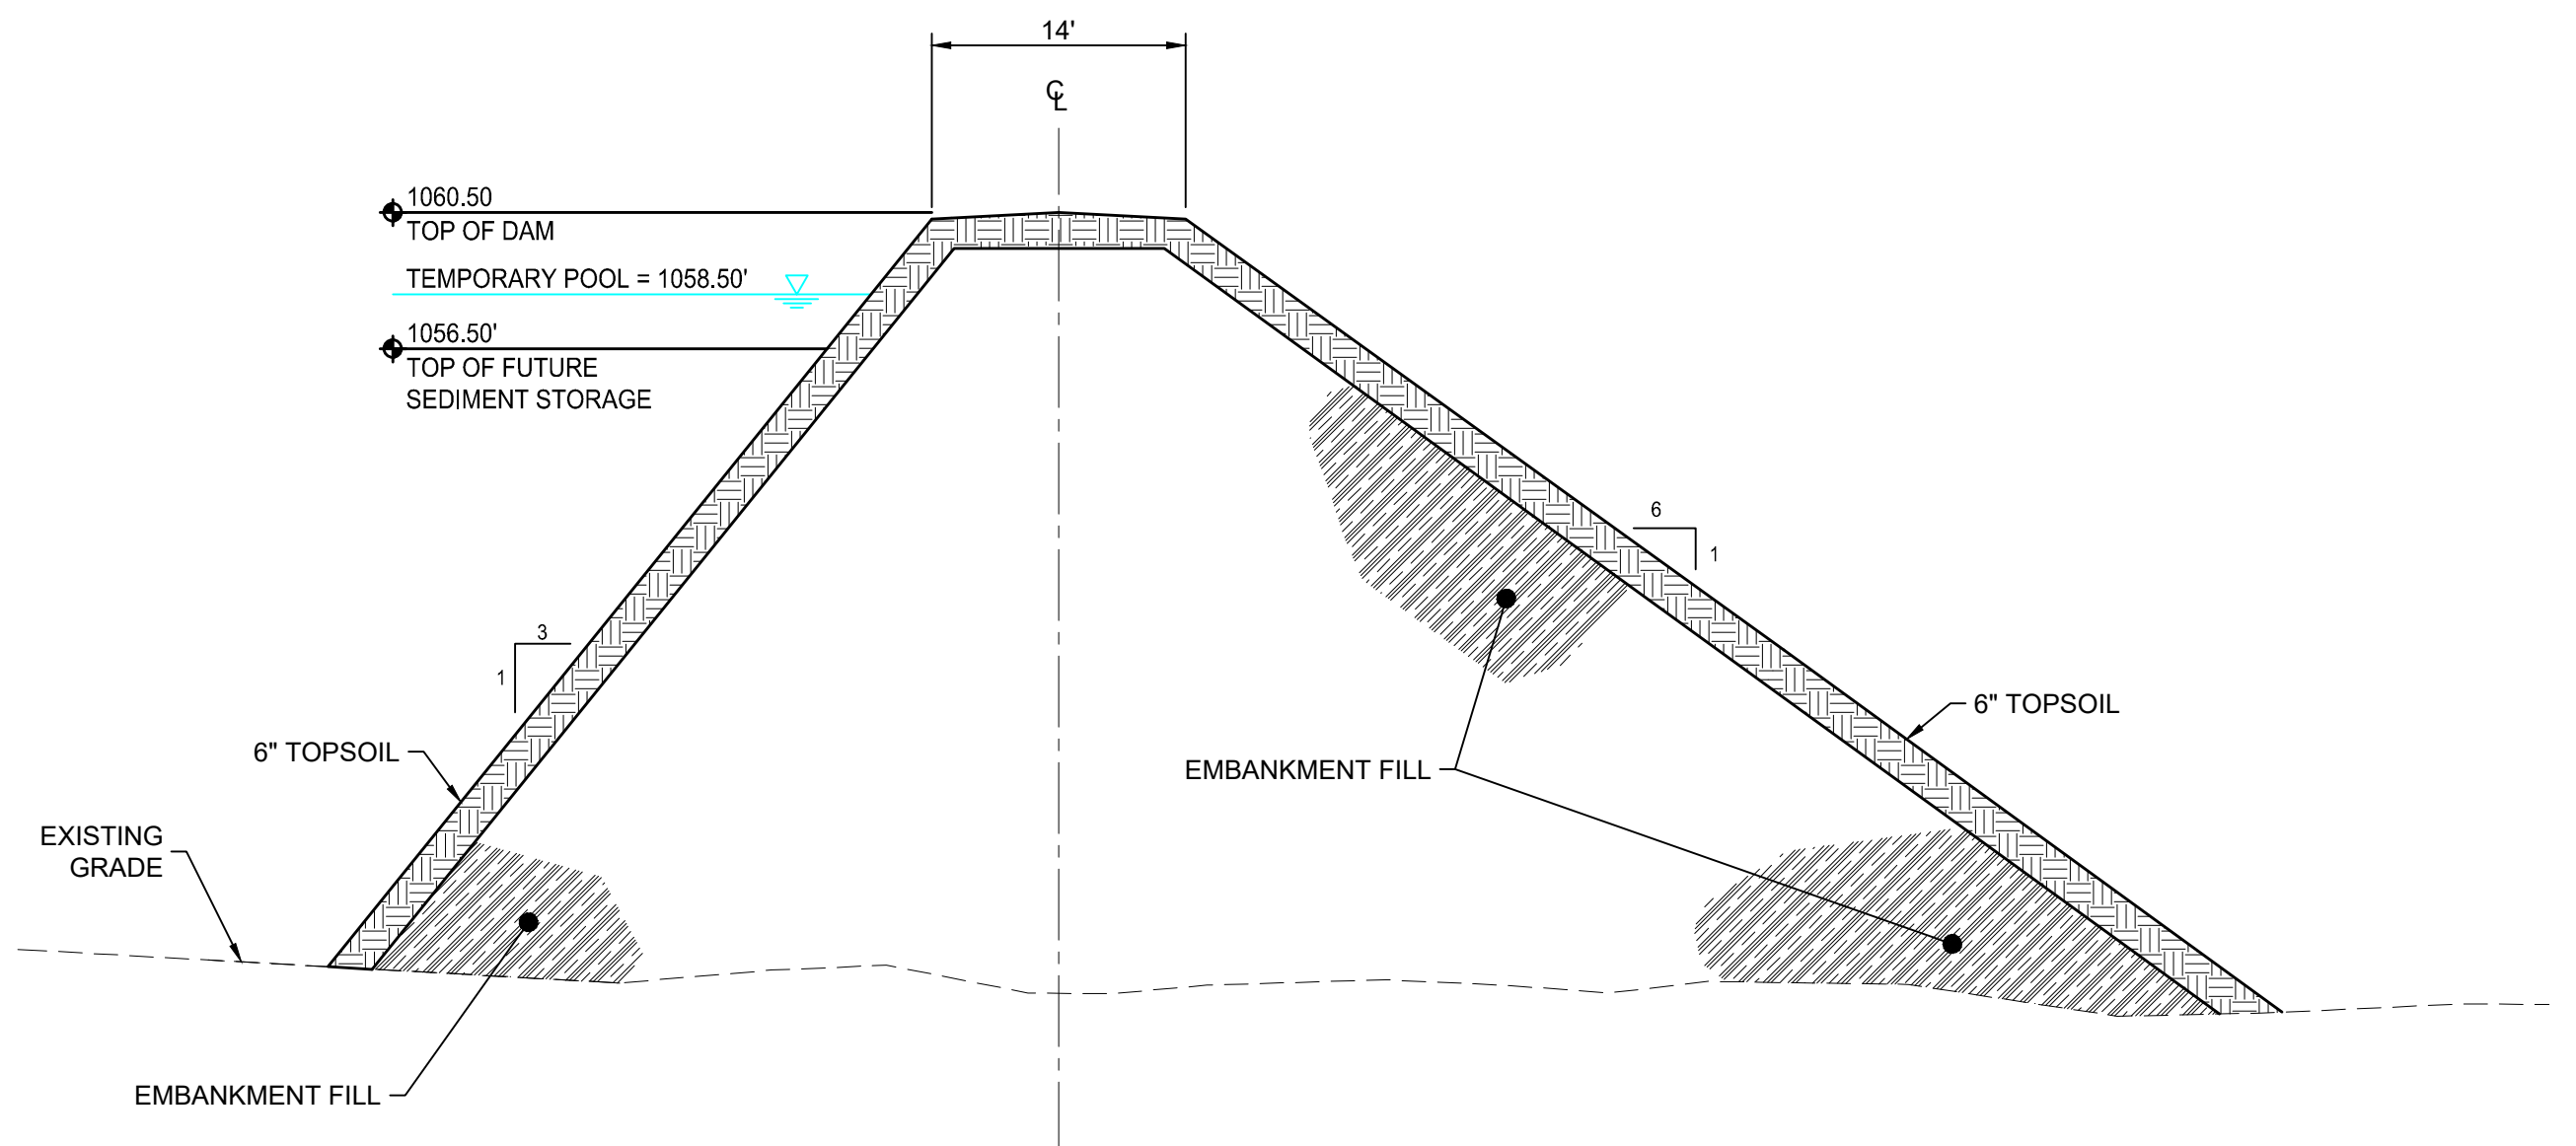 14'
℄
1060.50
TOP OF DAM
TEMPORARY POOL = 1058.50'
1056.50'
TOP OF FUTURE
SEDIMENT STORAGE
6
1
3
1
6" TOPSOIL
6" TOPSOIL
EMBANKMENT FILL
EXISTING
GRADE
EMBANKMENT FILL